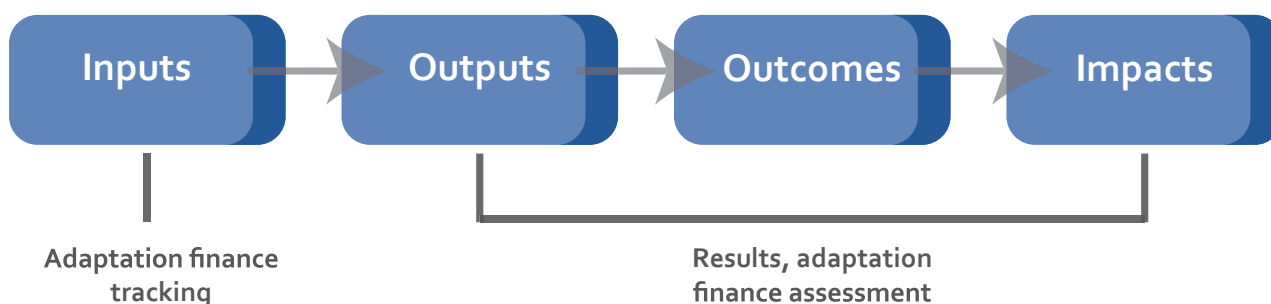 Inputs
Outputs
Outcomes
Impacts
Adaptation finance
tracking
Results, adaptation
finance assessment